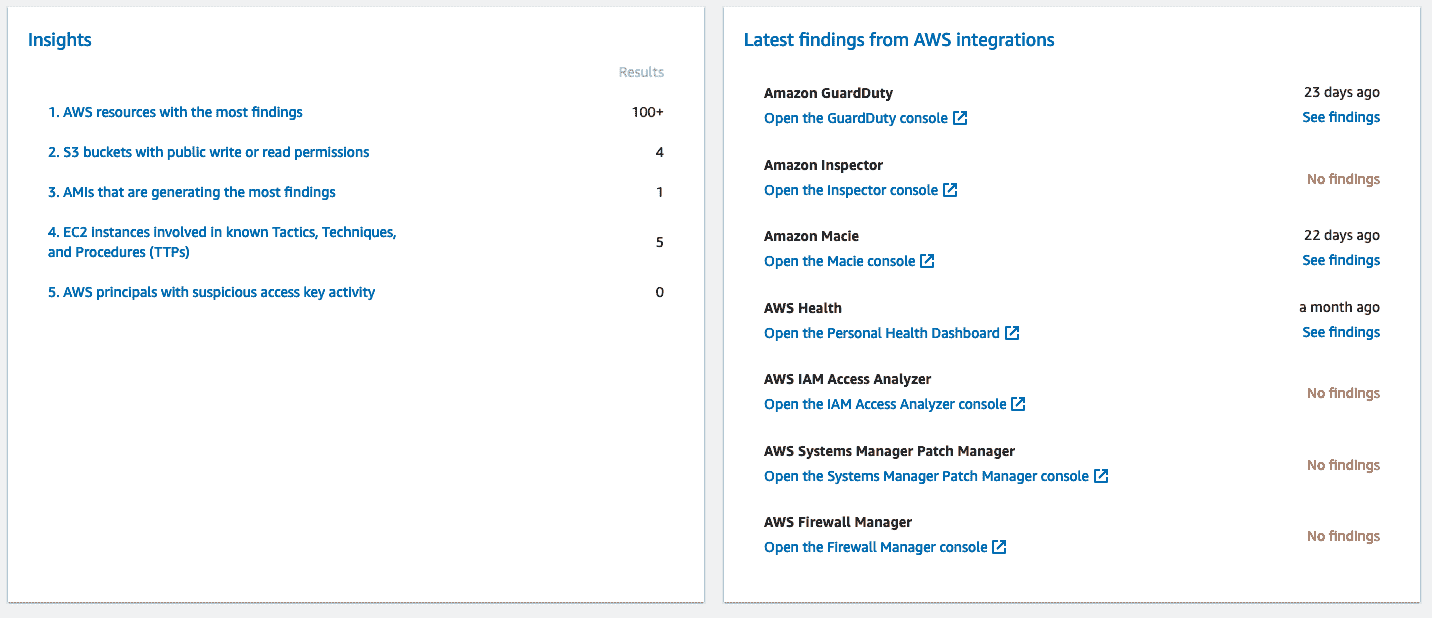 Insights
Results
1. AWS resources with the most findings 100+
2. S3 buckets with public write or read permissions 4
3. AMIs that are generating the most findings 1
4. EC2 instances involved in known Tactics, Techniques,
and Procedures (TTPs) 5
5. AWS principals with suspicious access key activity 0
Latest findings from AWS integrations
Amazon GuardDuty 23 days ago
Open the GuardDuty console See findings
Amazon Inspector
Open the Inspector console No findings
Amazon Macie 22 days ago
Open the Macie console See findings
AWS Health a month ago
Open the Personal Health Dashboard See findings
AWS IAM Access Analyzer
Open the IAM Access Analyzer console No findings
AWS Systems Manager Patch Manager
Open the Systems Manager Patch Manager console No findings
AWS Firewall Manager
Open the Firewall Manager console No findings